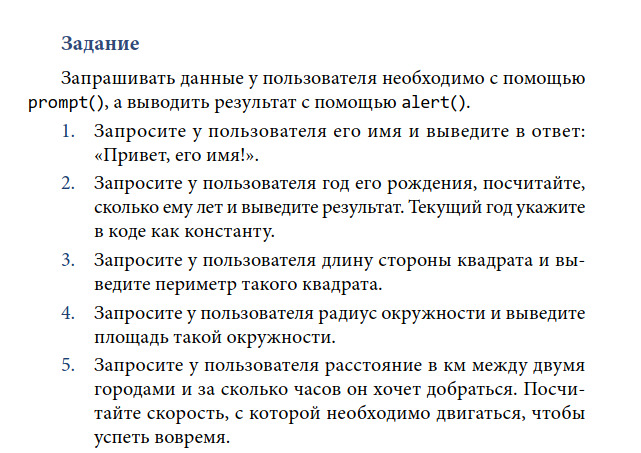 Задание
Запрашивать данные у пользователя необходимо с помощью
prompt(), а выводить результат с помощью alert().
1. Запросите у пользователя его имя и выведите в ответ:
«Привет, его имя!».
2. Запросите у пользователя год его рождения, посчитайте,
сколько ему лет и выведите результат. Текущий год укажите
в коде как константу.
3. Запросите у пользователя длину стороны квадрата и вы-
ведите периметр такого квадрата.
4. Запросите у пользователя радиус окружности и выведите
площадь такой окружности.
5. Запросите у пользователя расстояние в км между двумя
городами и за сколько часов он хочет добраться. Посчи-
тайте скорость, с которой необходимо двигаться, чтобы
успеть вовремя.